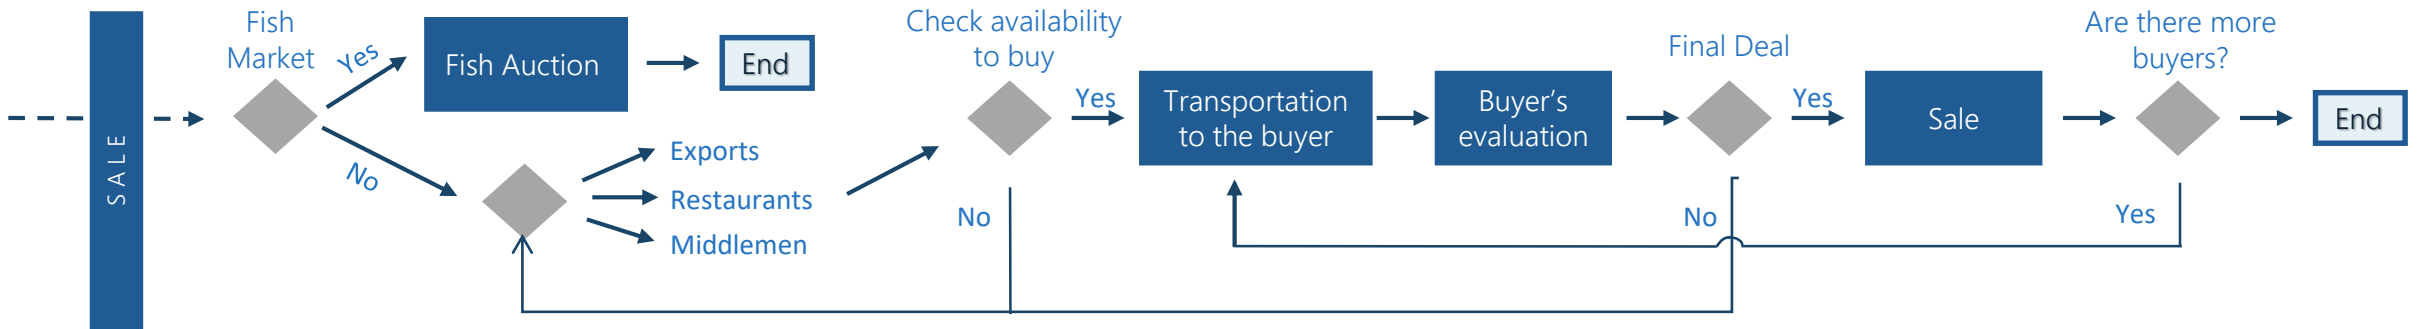 SALE
Fish
Market
Yes
No
Fish Auction
End
Exports
Restaurants
Middlemen
Check availability
to buy
Yes
No
Transportation
to the buyer
Buyer's
evaluation
Final Deal
Yes
No
Sale
Are there more
buyers?
Yes
End